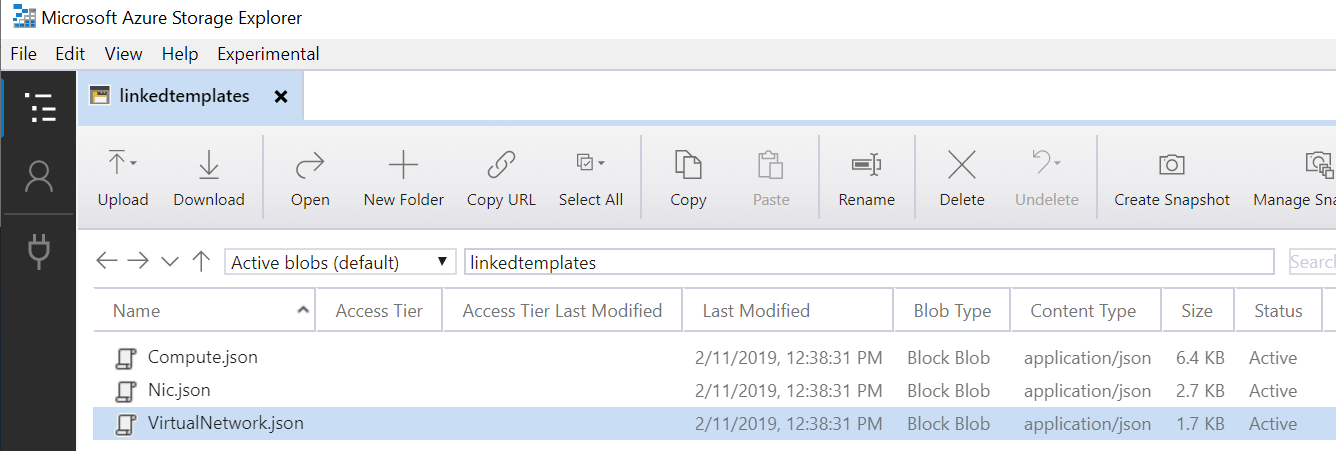 Microsoft Azure Storage Explorer
File Edit View Help Experimental
linkedtemplates
Upload Download Open New Folder Copy URL Select All Copy Paste Rename Delete Undelete Create Snapshot Manage Sna
Active blobs (default) linkedtemplates Search
Name Access Tier Access Tier Last Modified Last Modified Blob Type Content Type Size Status
Compute.json 2/11/2019, 12:38:31 PM Block Blob application/json 6.4 KB Active
Nic.json 2/11/2019, 12:38:31 PM Block Blob application/json 2.7 KB Active
VirtualNetwork.json 2/11/2019, 12:38:31 PM Block Blob application/json 1.7 KB Active